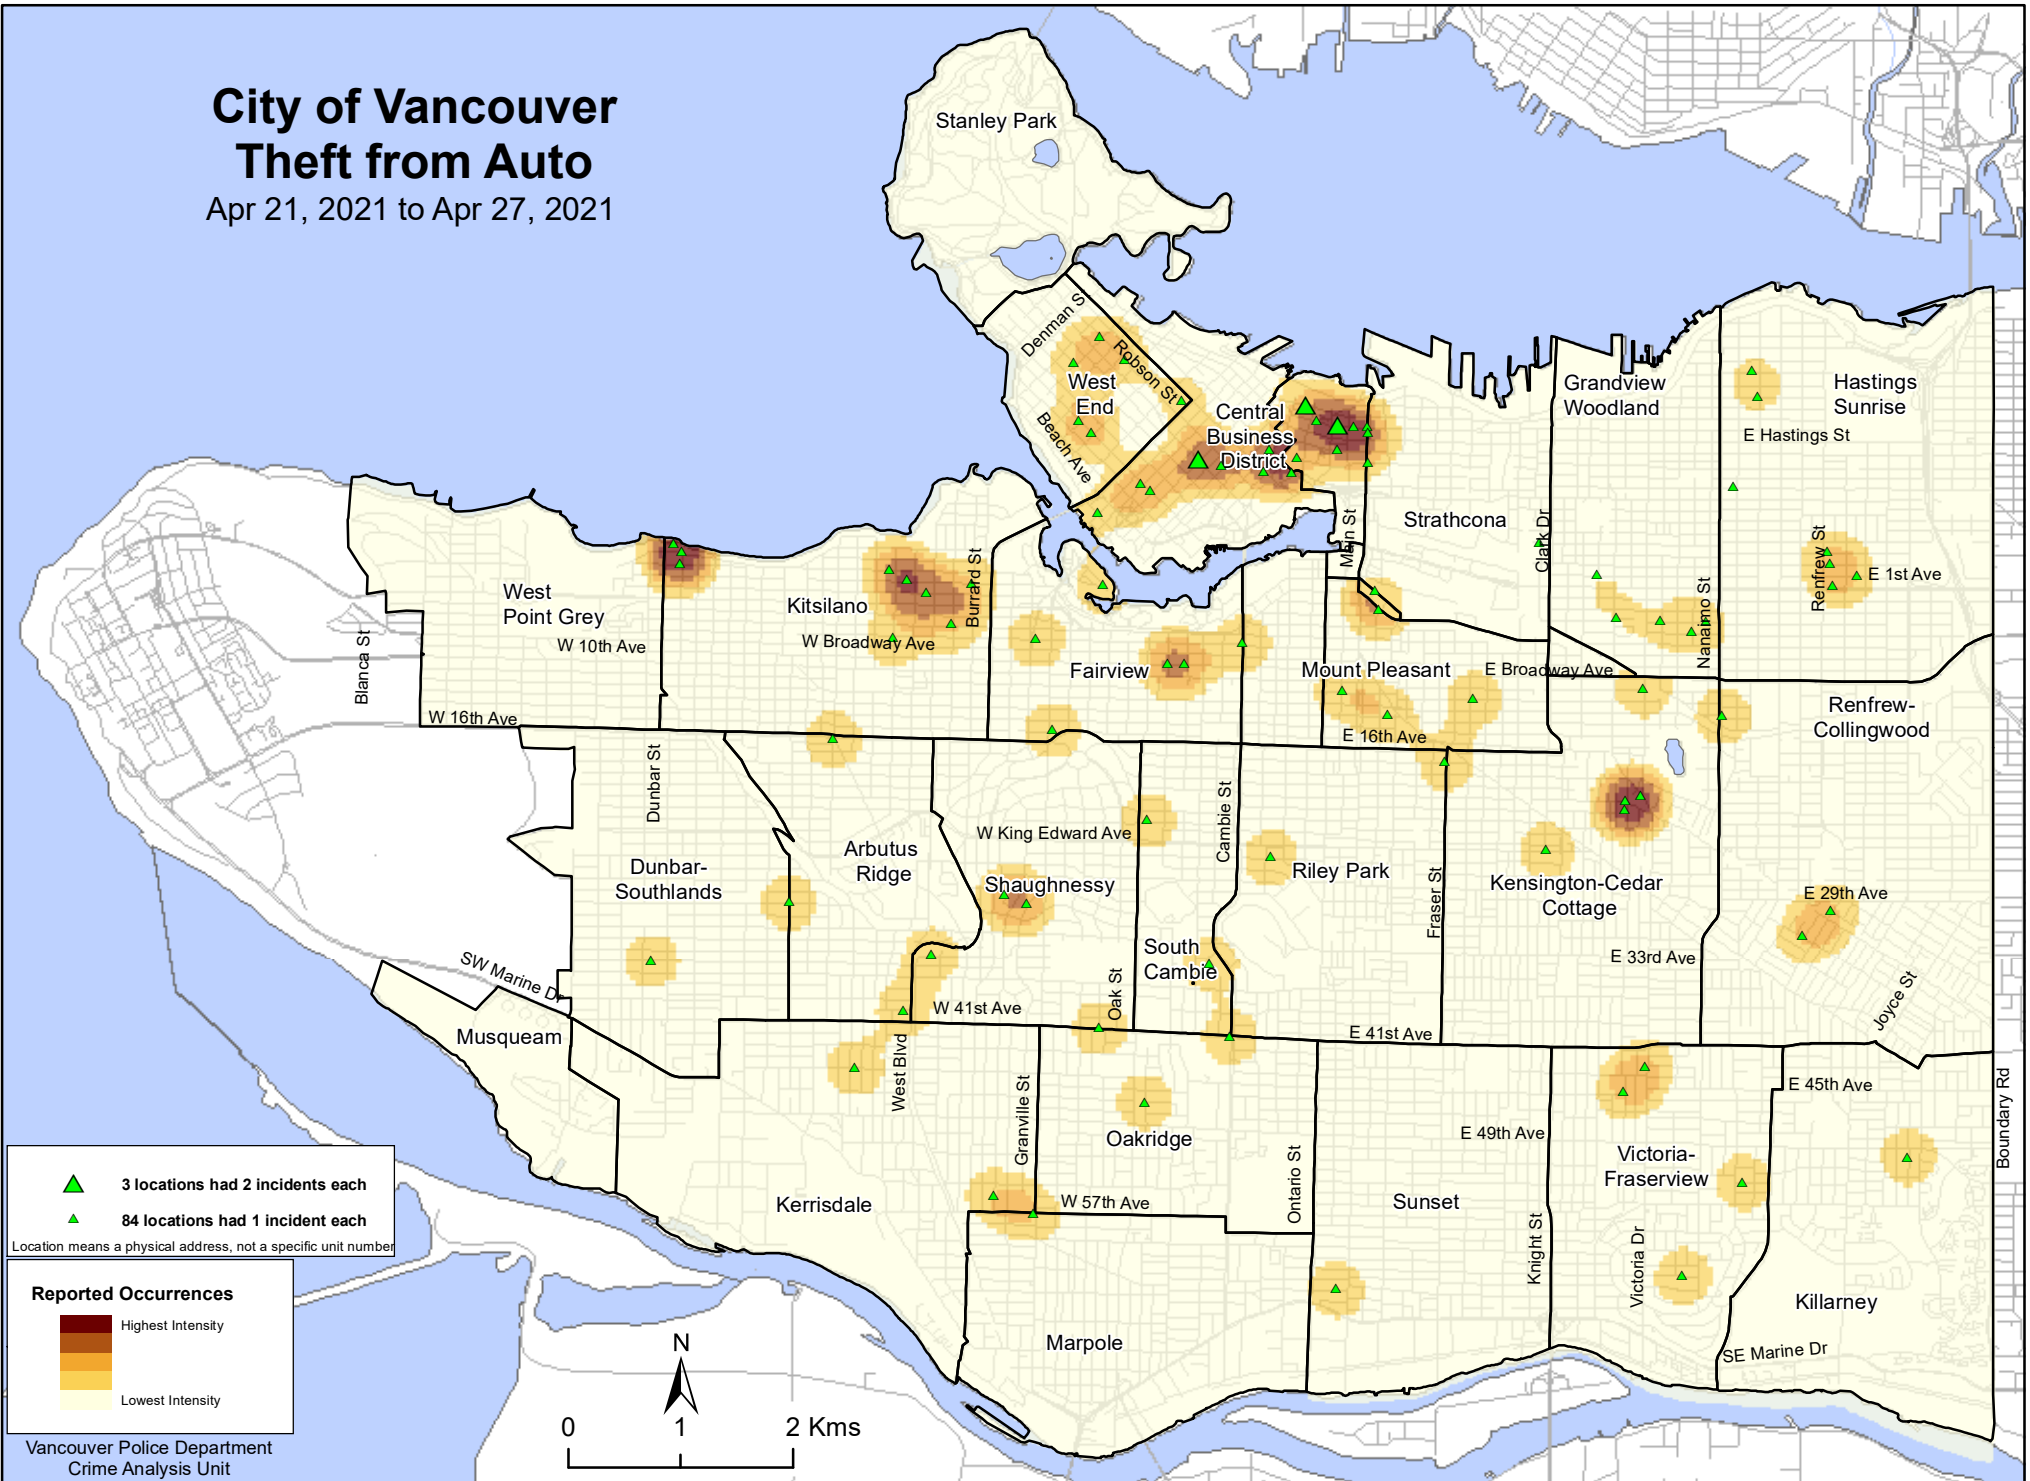 City of Vancouver
Theft from Auto
Apr 21, 2021 to Apr 27, 2021
Stanley Park
Denman S
Robson St
West
End
Beach Ave
Central
Business
District
Grandview
Woodland
Hastings
Sunrise
E Hastings St
Strathcona
Main St
Clark Dr
Renfrew St
E 1st Ave
Nanaimo St
West
Point Grey
Kitsilano
Burrard St
W Broadway Ave
W 10th Ave
Blanca St
Fairview
Mount Pleasant
E Broadway Ave
W 16th Ave
E 16th Ave
Renfrew-
Collingwood
Dunbar St
Cambie St
W King Edward Ave
Arbutus
Ridge
Dunbar-
Southlands
Shaughnessy
Riley Park
Fraser St
Kensington-Cedar
Cottage
E 29th Ave
South
Cambie
E 33rd Ave
SW Marine Dr
Oak St
W 41st Ave
Joyce St
Musqueam
E 41st Ave
West Blvd
Granville St
E 45th Ave
Boundary Rd
Oakridge
E 49th Ave
Victoria-
Fraserview
Ontario St
Kerrisdale
W 57th Ave
Sunset
Knight St
Victoria Dr
Killarney
Marpole
SE Marine Dr
3 locations had 2 incidents each
84 locations had 1 incident each
Location means a physical address, not a specific unit number
Reported Occurrences
Highest Intensity
Lowest Intensity
Vancouver Police Department
Crime Analysis Unit
N
0 1 2 Kms